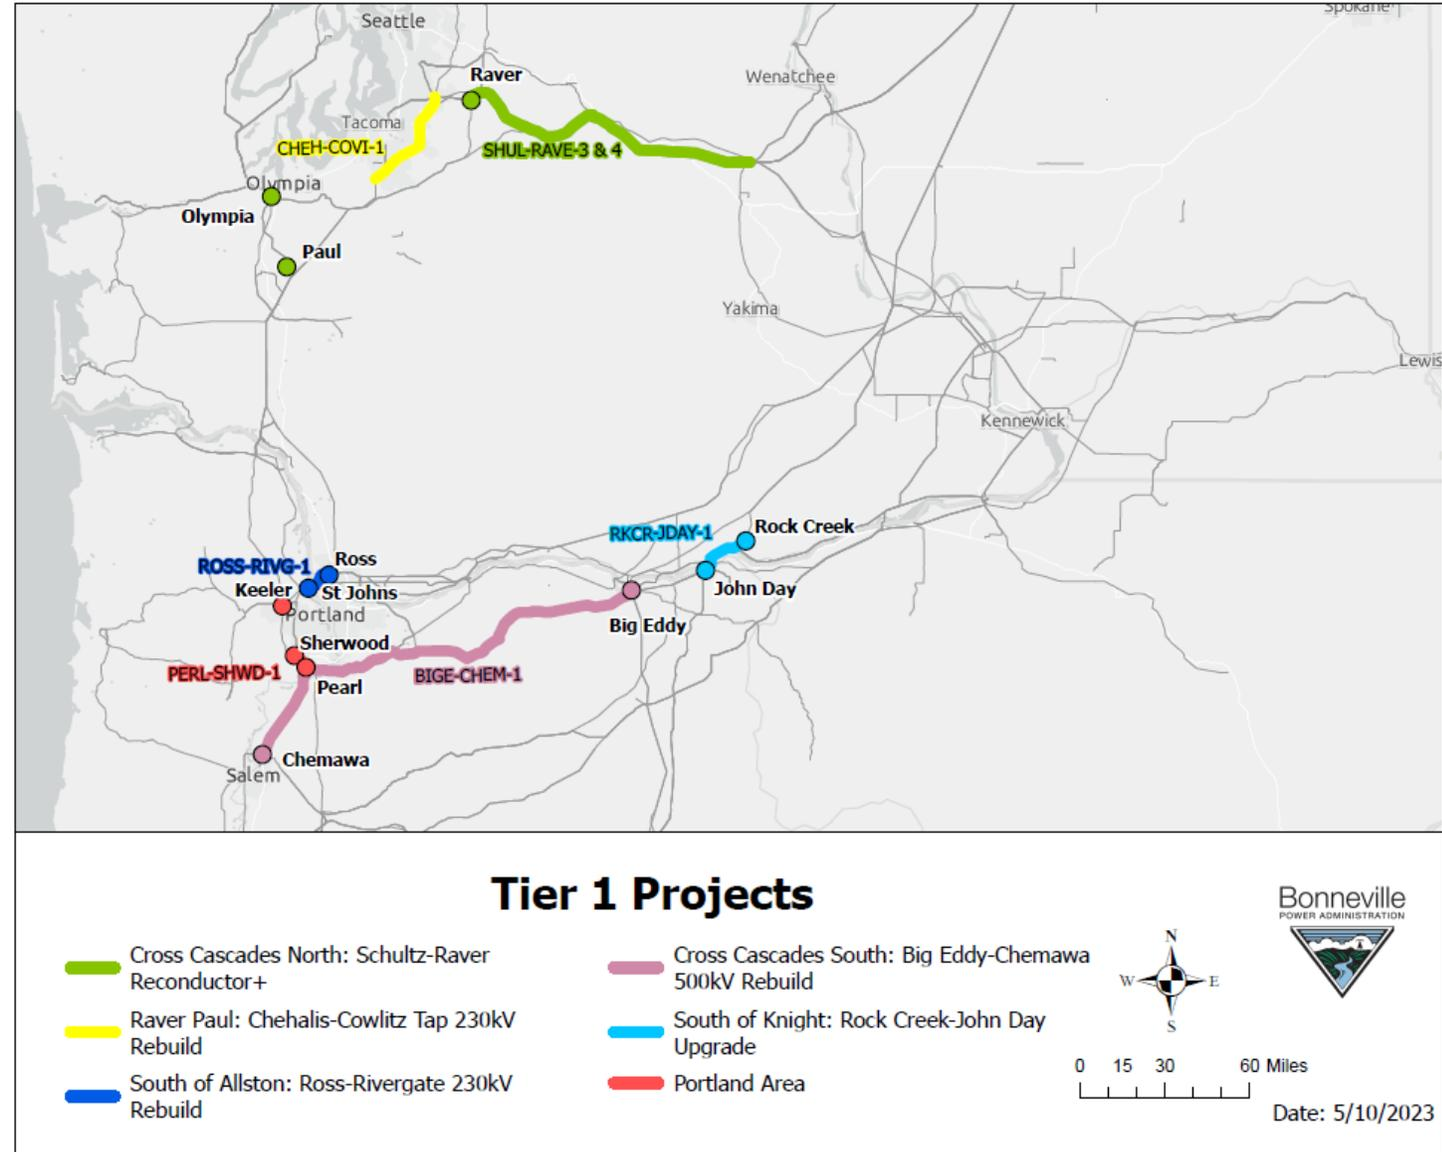 Seattle
Spokane
Raver
Wenatchee
Tacoma
CHEH-COVI-1
SHUL-RAVE-3 & 4
Olympia
Olympia
Paul
Yakima
Lewis
Kennewick
RKCR-JDAY-1
Rock Creek
ROSS-RIVG-1
Ross
Keeler
St Johns
John Day
Portland
Big Eddy
Sherwood
PERL-SHWD-1
BIGE-CHEM-1
Pearl
Chemawa
Salem
Tier 1 Projects
Cross Cascades North: Schultz-Raver
Reconductor+
Raver Paul: Chehalis-Cowlitz Tap 230kV
Rebuild
South of Allston: Ross-Rivergate 230kV
Rebuild
Cross Cascades South: Big Eddy-Chemawa
500kV Rebuild
South of Knight: Rock Creek-John Day
Upgrade
Portland Area
N
W E
S
Bonneville
POWER ADMINISTRATION
0 15 30 60 Miles
Date: 5/10/2023